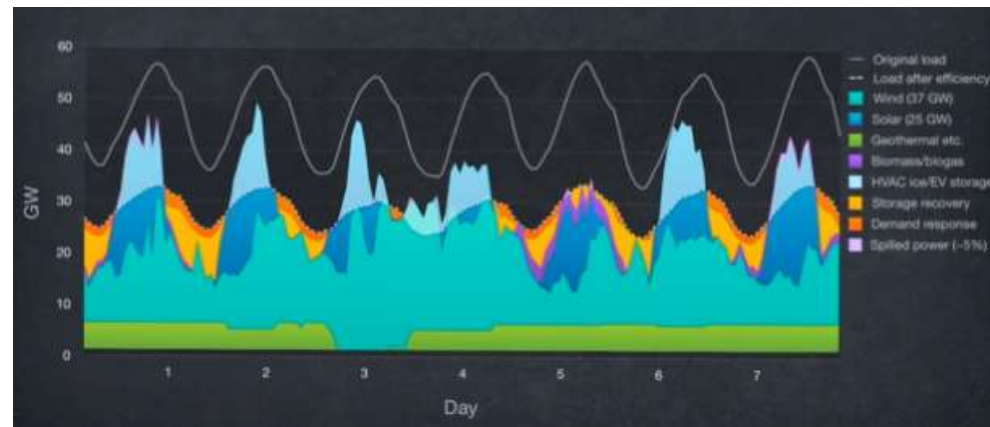 60
50
40
30
20
10
0
GW
1 2 3 4 5 6 7
Day
Original load
Load after efficiency
Wind (37 GW)
Solar (25 GW)
Geothermal etc.
Biomass/biogas
HVAC ice/EV storage
Storage recovery
Demand response
Spilled power (~5%)